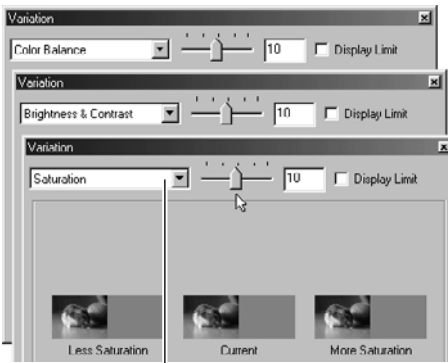 Variation
Color Balance 10 Display Limit
Variation
Brightness & Contrast 10 Display Limit
Variation
Saturation 10 Display Limit
Less Saturation Current More Saturation